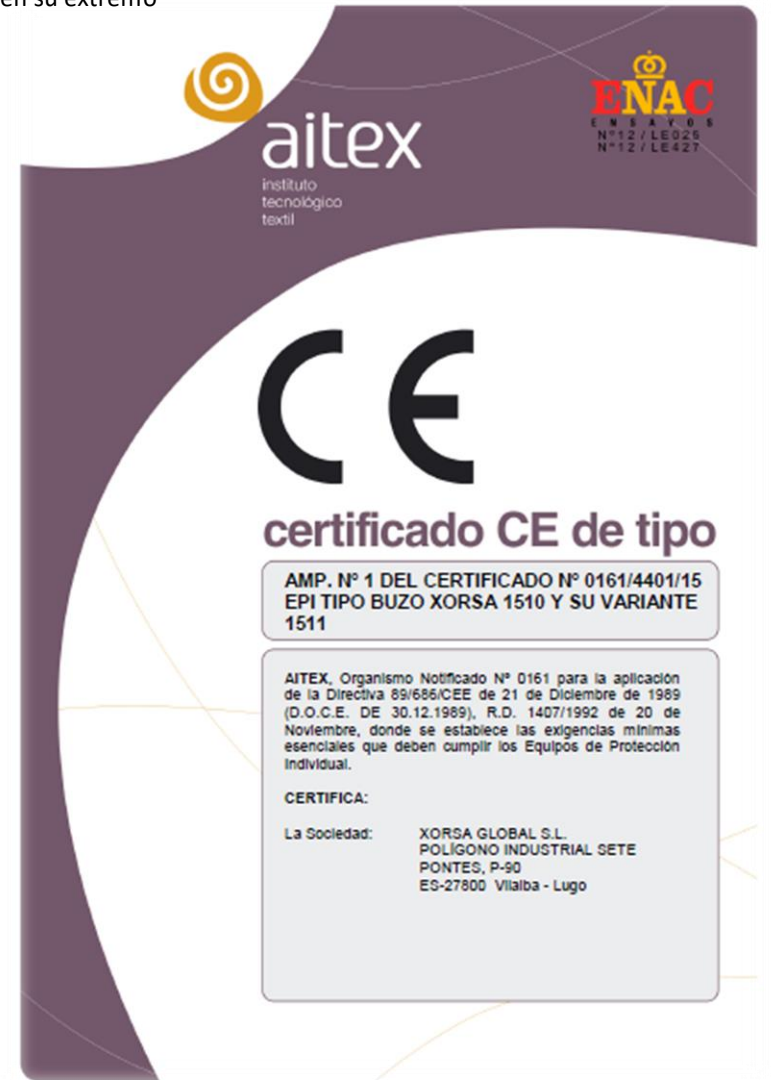 en su extremo
aitex
instituto
tecnológico
textil
ENAC
ENSAYOS
Nº12/LE025
Nº12/LE427
CE
certificado CE de tipo
AMP. Nº 1 DEL CERTIFICADO Nº 0161/4401/15
EPI TIPO BUZO XORSA 1510 Y SU VARIANTE
1511
AITEX, Organismo Notificado Nº 0161 para la aplicación
de la Directiva 89/686/CEE de 21 de Diciembre de 1989
(D.O.C.E. DE 30.12.1989), R.D. 1407/1992 de 20 de
Noviembre, donde se establece las exigencias mínimas
esenciales que deben cumplir los Equipos de Protección
Individual.
CERTIFICA:
La Sociedad: XORSA GLOBAL S.L.
POLÍGONO INDUSTRIAL SETE
PONTES, P-90
ES-27800 Vilalba - Lugo